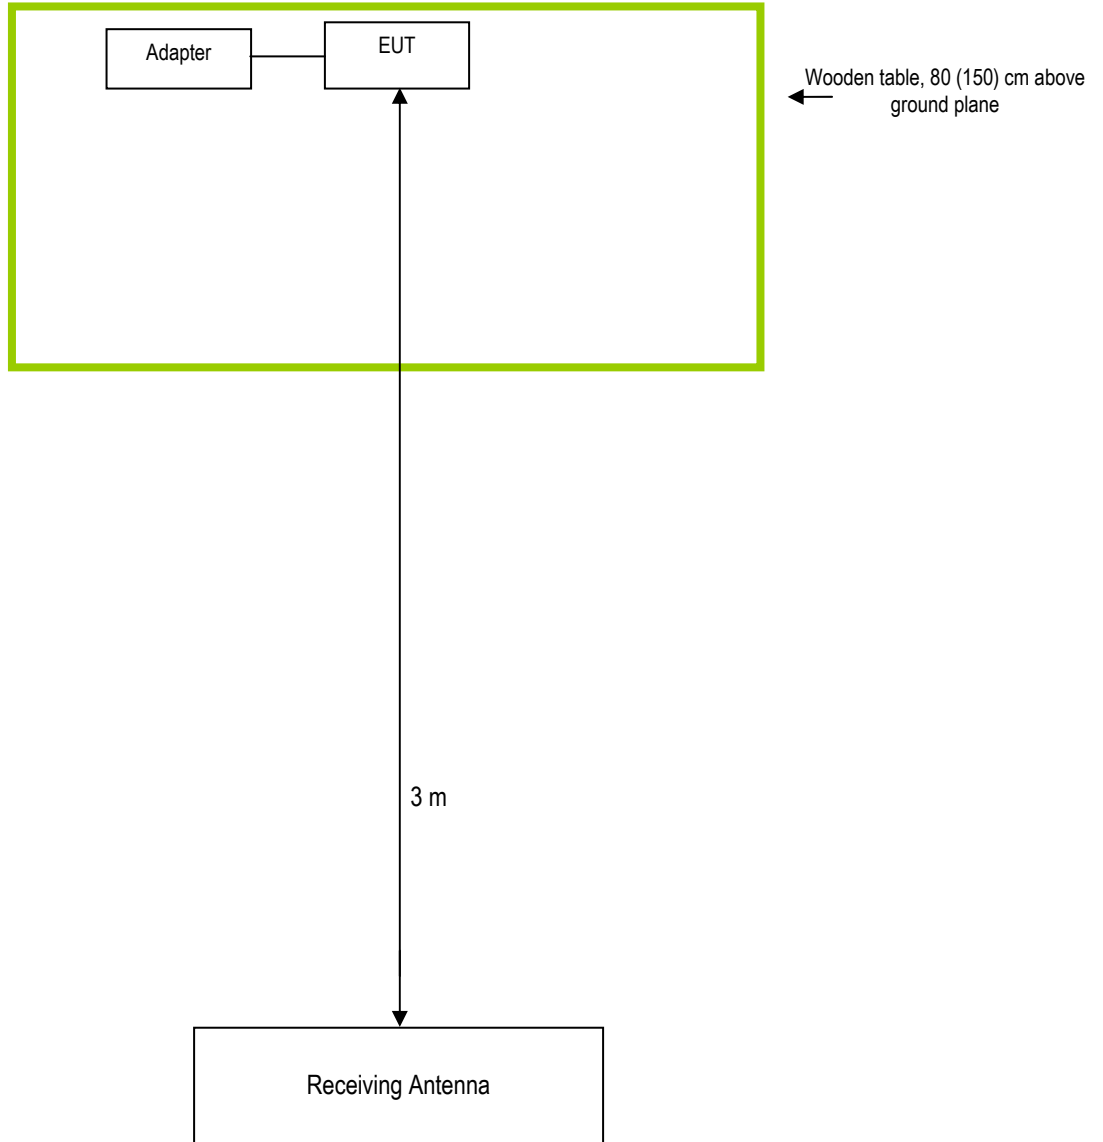 Adapter
EUT
Wooden table, 80 (150) cm above
ground plane
3 m
Receiving Antenna